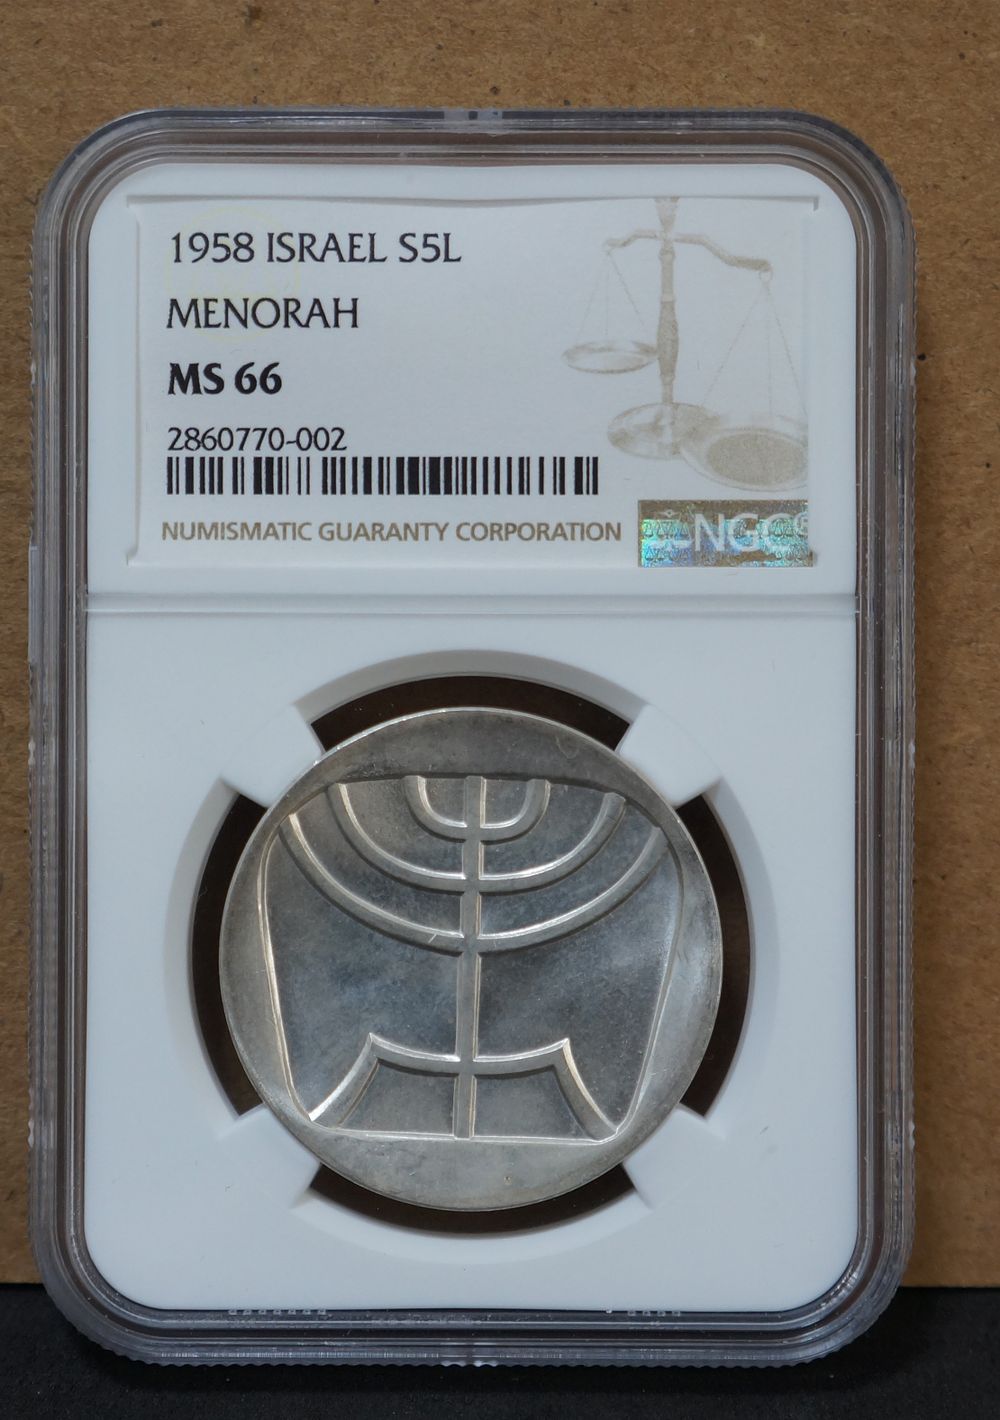 1958 ISRAEL S5L
MENORAH
MS 66
2860770-002
NUMISMATIC GUARANTY CORPORATION
NGC®